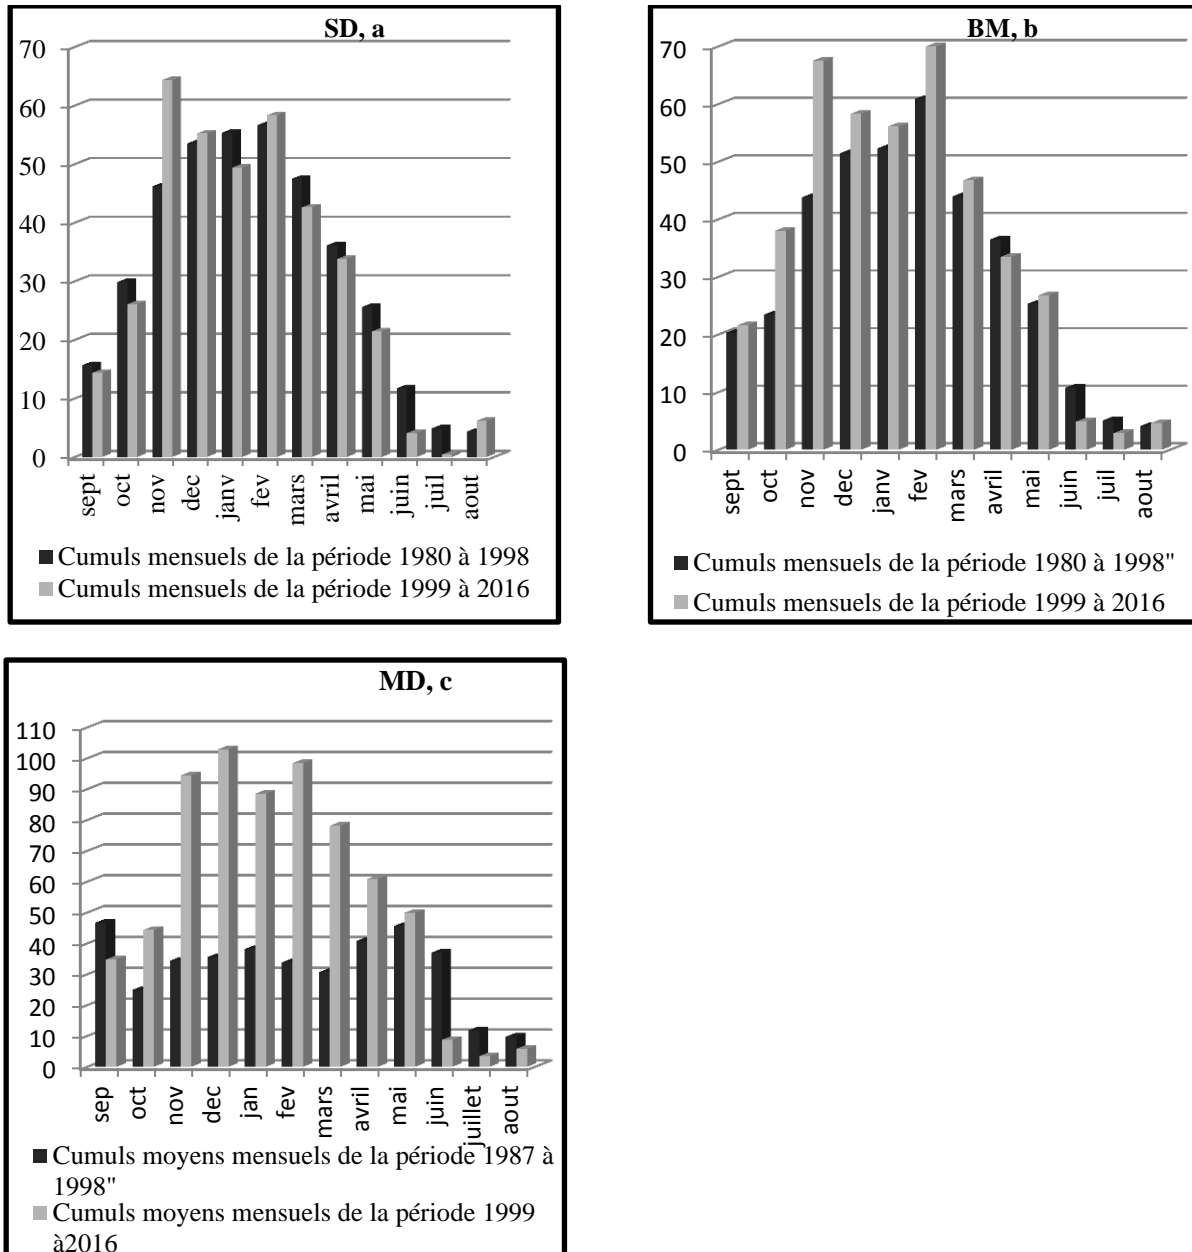 SD, a
70
60
50
40
30
20
10
0
sept oct nov dec janv fev mars avril mai juin juil aout
Cumuls mensuels de la période 1980 à 1998
Cumuls mensuels de la période 1999 à 2016
BM, b
70
60
50
40
30
20
10
0
sept oct nov dec janv fev mars avril mai juin juil aout
Cumuls mensuels de la période 1980 à 1998"
Cumuls mensuels de la période 1999 à 2016
MD, c
110
100
90
80
70
60
50
40
30
20
10
0
sep oct nov dec jan fev mars avril mai juin juillet aout
Cumuls moyens mensuels de la période 1987 à
1998"
Cumuls moyens mensuels de la période 1999
à2016